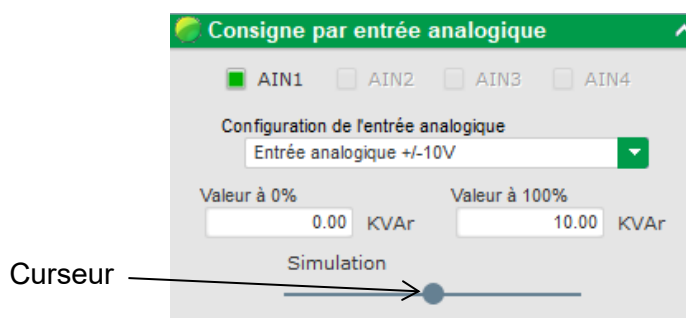 Consigne par entrée analogique
AIN1 AIN2 AIN3 AIN4
Configuration de l'entrée analogique
Entrée analogique +/-10V
Valeur à 0% Valeur à 100%
0.00 KVAr 10.00 KVAr
Simulation
Curseur